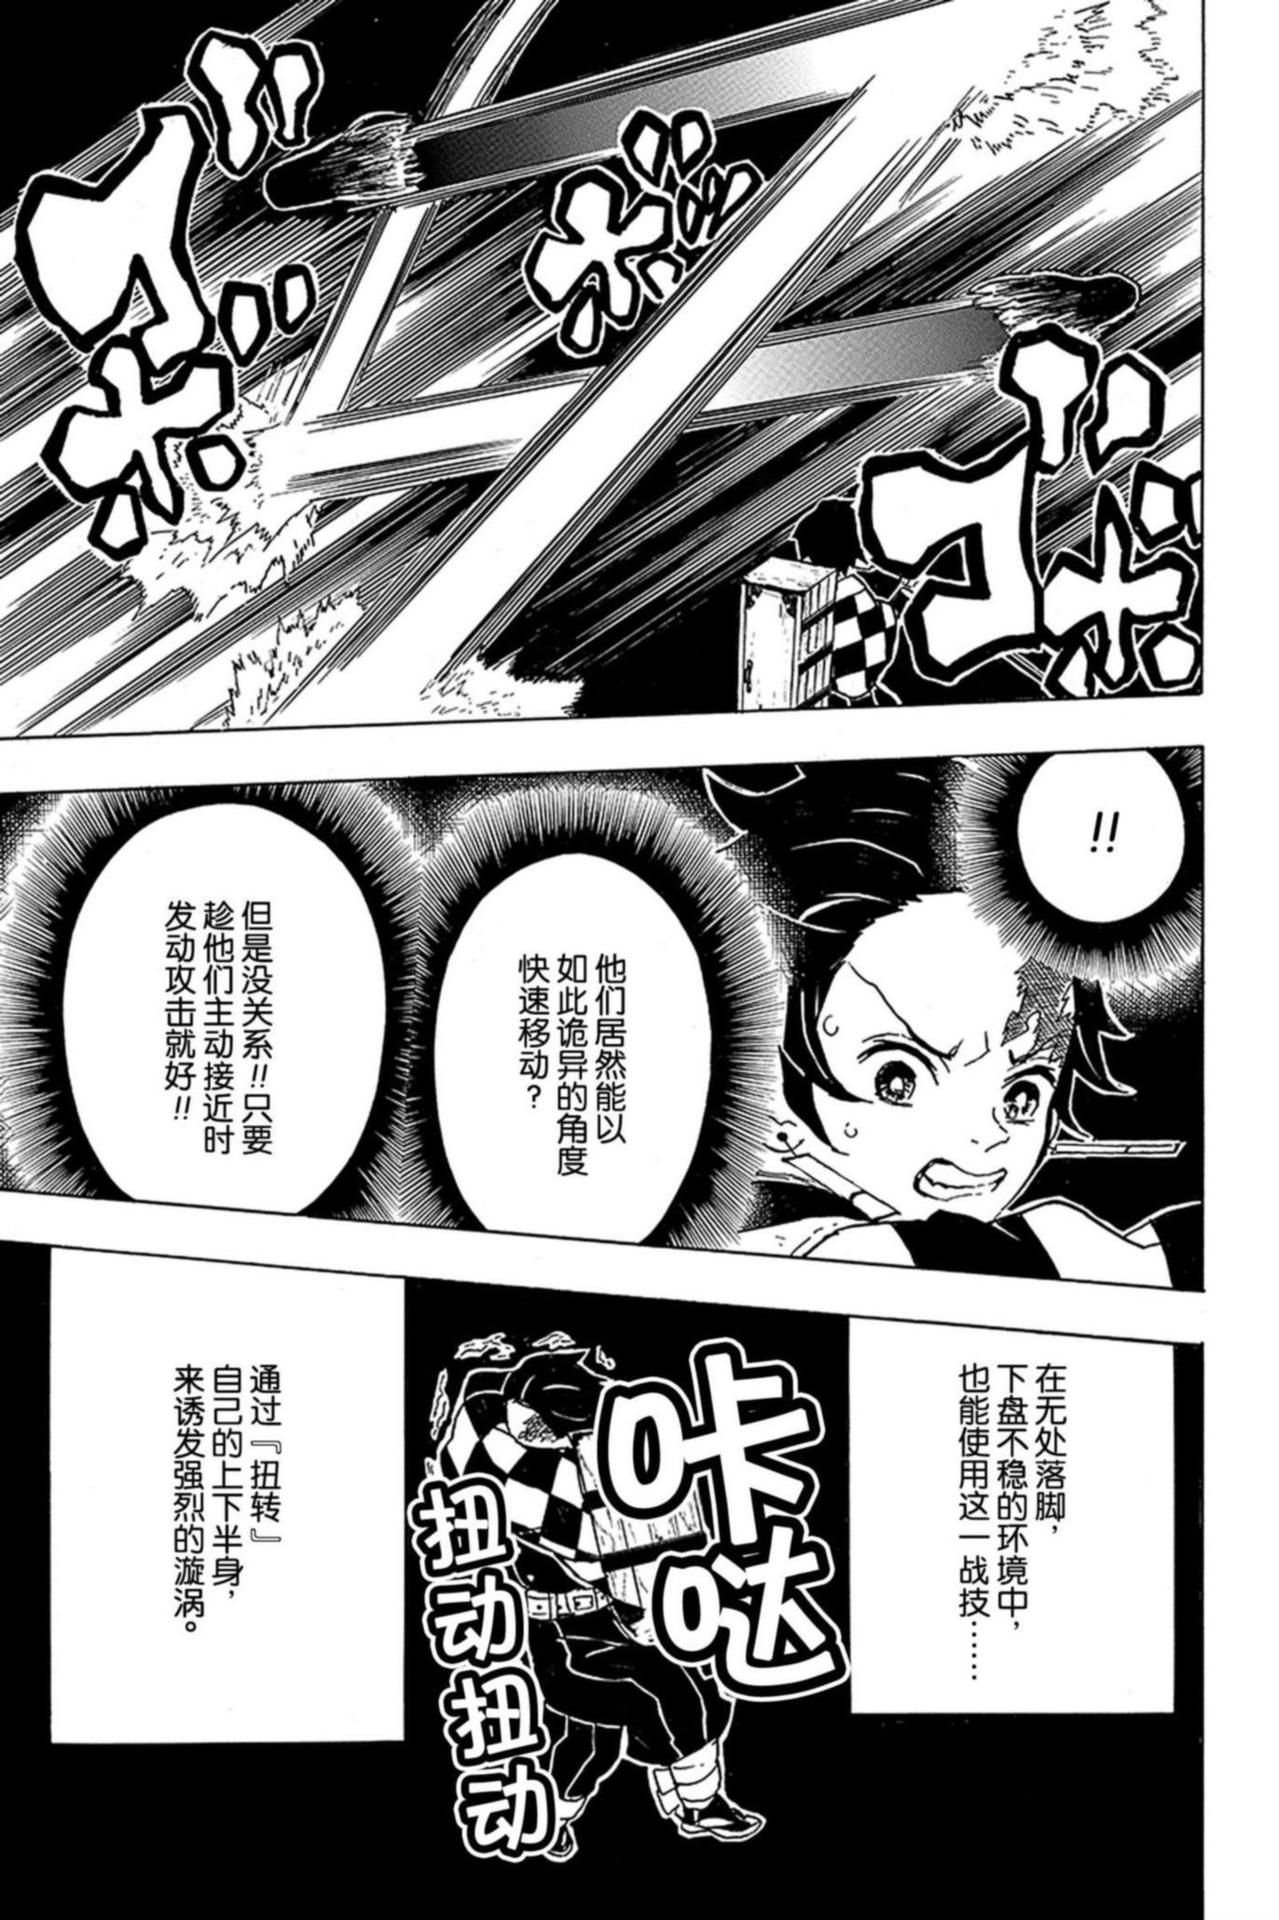 ゴボ
ゴボ
ゴボ
!!
他们居然能以
如此诡异的角度
快速移动?
但是没关系!!只要
趁他们主动接近时
发动攻击就好!!
在无处落脚，
下盘不稳的环境中，
也能使用这一战技……
咔哒
扭动扭动
通过『扭转』
自己的上下半身，
来诱发强烈的漩涡。